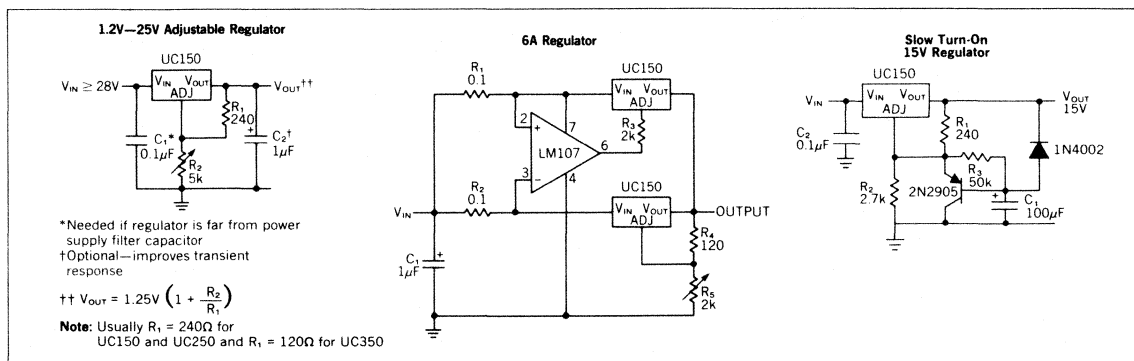 1.2V—25V Adjustable Regulator
UC150
V_IN ≥ 28V
V_IN V_OUT
ADJ
V_OUT††
R₁
240
C₁*
0.1µF
C₂†
1µF
+
R₂
5k
*Needed if regulator is far from power
supply filter capacitor
†Optional—improves transient
response
†† V_OUT = 1.25V (1 + R₂/R₁)
Note: Usually R₁ = 240Ω for
UC150 and UC250 and R₁ = 120Ω for UC350
6A Regulator
R₁
0.1
UC150
V_IN V_OUT
ADJ
R₃
2k
2
+
7
LM107
6
3
−
4
R₂
0.1
UC150
V_IN V_OUT
ADJ
V_IN
OUTPUT
R₄
120
C₁
1µF
+
R₅
2k
Slow Turn-On
15V Regulator
UC150
V_IN
V_IN V_OUT
ADJ
V_OUT
15V
C₂
0.1µF
R₁
240
1N4002
R₃
50k
R₂
2.7k
2N2905
+
C₁
100µF